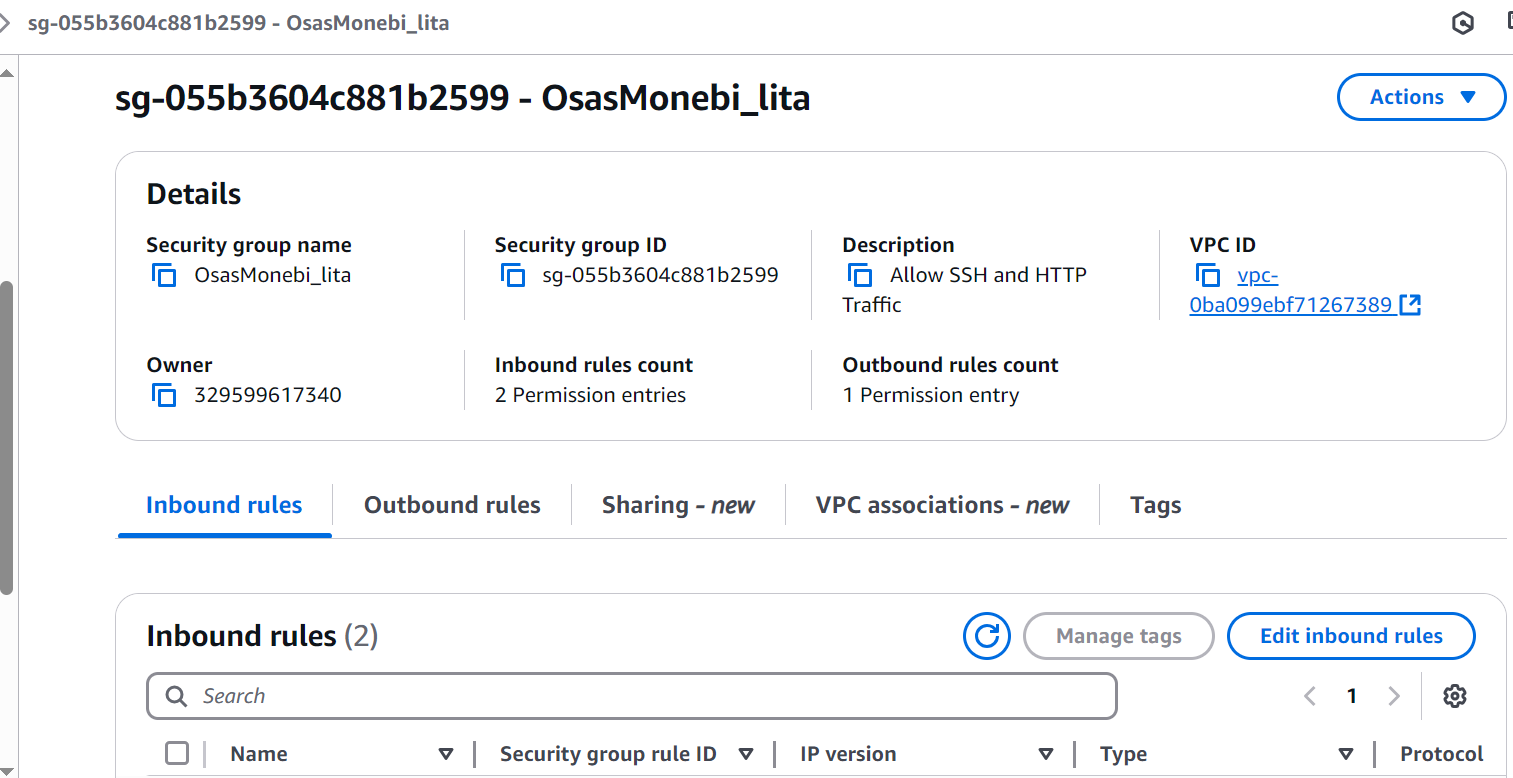 sg-055b3604c881b2599 - OsasMonebi_lita
sg-055b3604c881b2599 - OsasMonebi_lita
Actions
Details
Security group name
OsasMonebi_lita
Security group ID
sg-055b3604c881b2599
Description
Allow SSH and HTTP
Traffic
VPC ID
vpc-
0ba099ebf71267389
Owner
329599617340
Inbound rules count
2 Permission entries
Outbound rules count
1 Permission entry
Inbound rules
Outbound rules
Sharing - new
VPC associations - new
Tags
Inbound rules (2)
Manage tags
Edit inbound rules
Search
1
Name
Security group rule ID
IP version
Type
Protocol